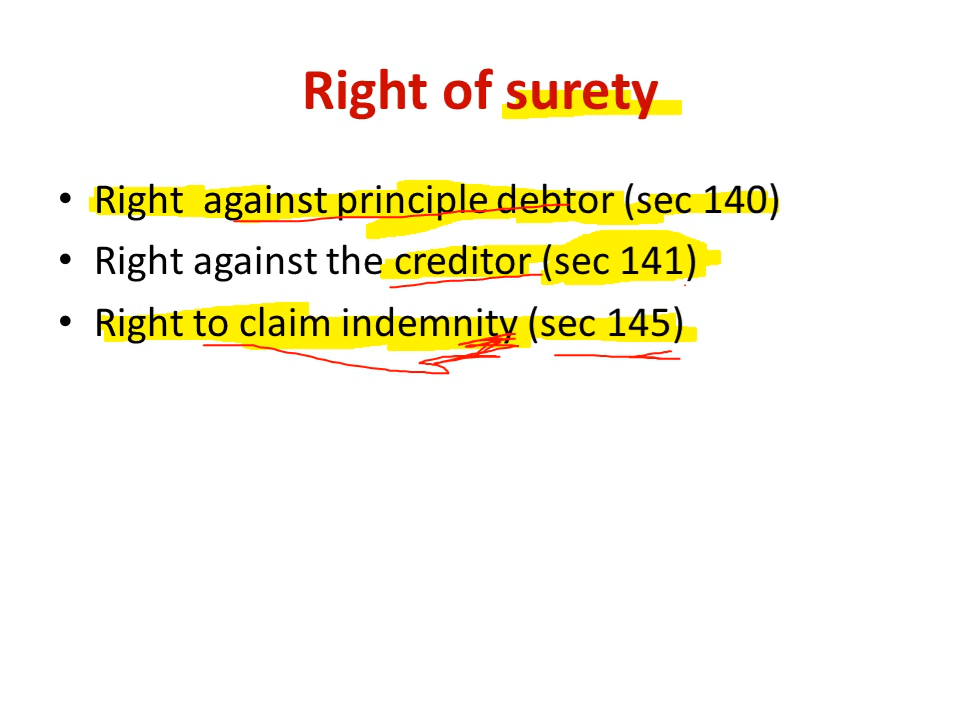 Right of surety
• Right  against principle debtor (sec 140)
• Right against the creditor (sec 141)
• Right to claim indemnity (sec 145)